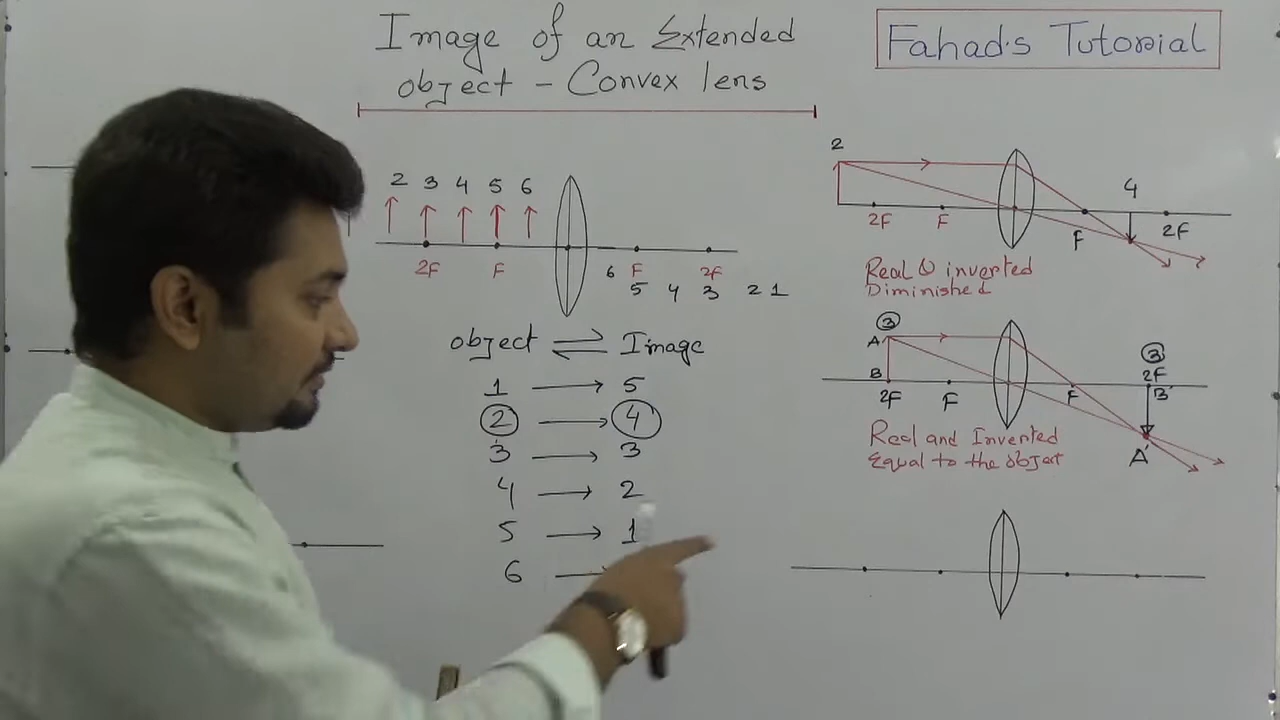 Image of an Extended
object - Convex lens
Fahad's Tutorial
2 3 4 5 6
2F F 6 F 2F
5 4 3 2 1
object ⇌ Image
1 → 5
2 → 4
3 → 3
4 → 2
5 → 1
6 →
2
4
2F F F 2F
Real & inverted
Diminished
3
A
3
2F
B B'
2F F F
A'
Real and Inverted
Equal to the object